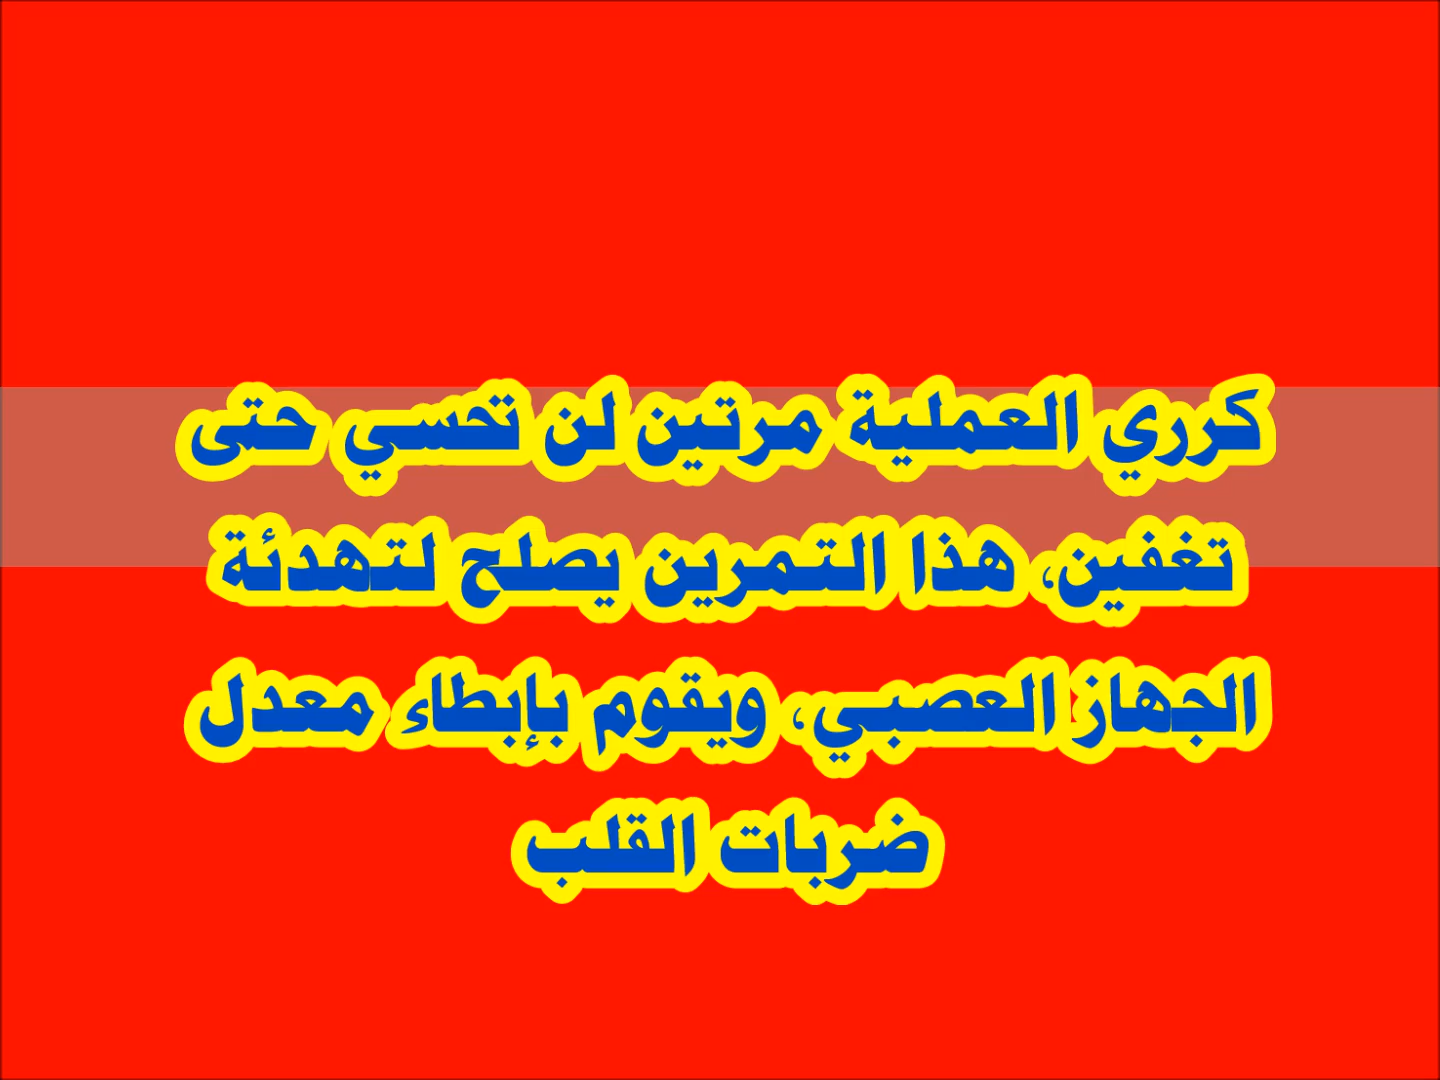 كرري العملية مرتين لن تحسي حتى
تغفين، هذا التمرين يصلح لتهدئة
الجهاز العصبي، ويقوم بإبطاء معدل
ضربات القلب